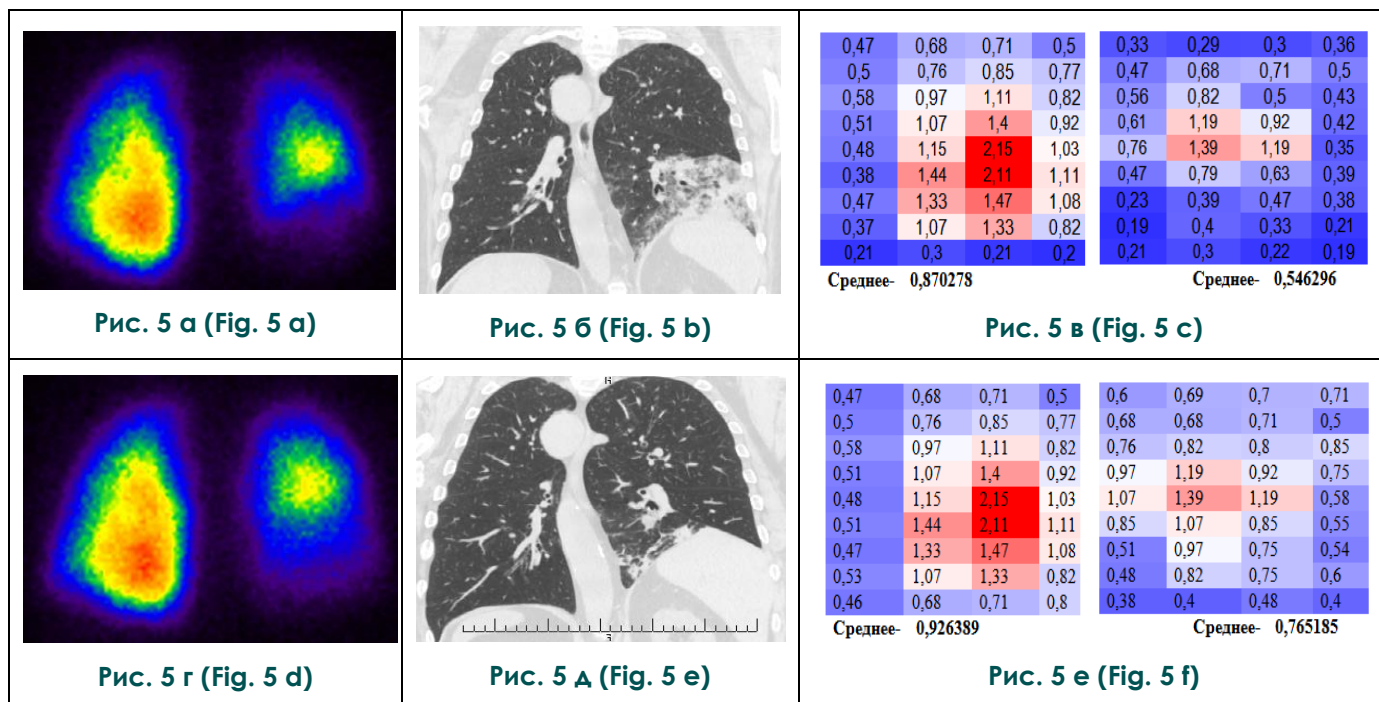 0,47 0,68 0,71 0,5
0,5 0,76 0,85 0,77
0,58 0,97 1,11 0,82
0,51 1,07 1,4 0,92
0,48 1,15 2,15 1,03
0,38 1,44 2,11 1,11
0,47 1,33 1,47 1,08
0,37 1,07 1,33 0,82
0,21 0,3 0,21 0,2
Среднее- 0,870278
0,33 0,29 0,3 0,36
0,47 0,68 0,71 0,5
0,56 0,82 0,5 0,43
0,61 1,19 0,92 0,42
0,76 1,39 1,19 0,35
0,47 0,79 0,63 0,39
0,23 0,39 0,47 0,38
0,19 0,4 0,33 0,21
0,21 0,3 0,22 0,19
Среднее- 0,546296
Рис. 5 а (Fig. 5 a)
Рис. 5 б (Fig. 5 b)
Рис. 5 в (Fig. 5 c)
0,47 0,68 0,71 0,5
0,5 0,76 0,85 0,77
0,58 0,97 1,11 0,82
0,51 1,07 1,4 0,92
0,48 1,15 2,15 1,03
0,51 1,44 2,11 1,11
0,47 1,33 1,47 1,08
0,53 1,07 1,33 0,82
0,46 0,68 0,71 0,8
Среднее- 0,926389
0,6 0,69 0,7 0,71
0,68 0,68 0,71 0,5
0,76 0,82 0,8 0,85
0,97 1,19 0,92 0,75
1,07 1,39 1,19 0,58
0,85 1,07 0,85 0,55
0,51 0,97 0,75 0,54
0,48 0,82 0,75 0,6
0,38 0,4 0,48 0,4
Среднее- 0,765185
Рис. 5 г (Fig. 5 d)
Рис. 5 д (Fig. 5 e)
Рис. 5 е (Fig. 5 f)